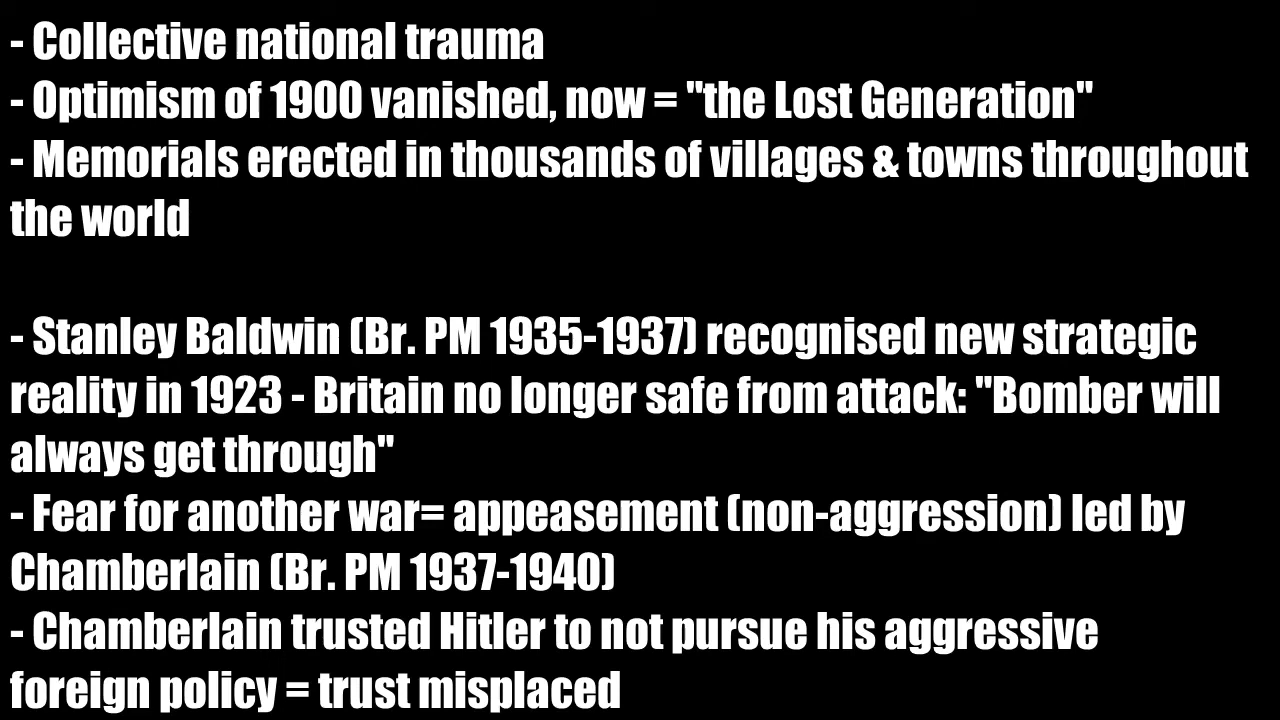 - Collective national trauma
- Optimism of 1900 vanished, now = "the Lost Generation"
- Memorials erected in thousands of villages & towns throughout
the world
- Stanley Baldwin (Br. PM 1935-1937) recognised new strategic
reality in 1923 - Britain no longer safe from attack: "Bomber will
always get through"
- Fear for another war= appeasement (non-aggression) led by
Chamberlain (Br. PM 1937-1940)
- Chamberlain trusted Hitler to not pursue his aggressive
foreign policy = trust misplaced